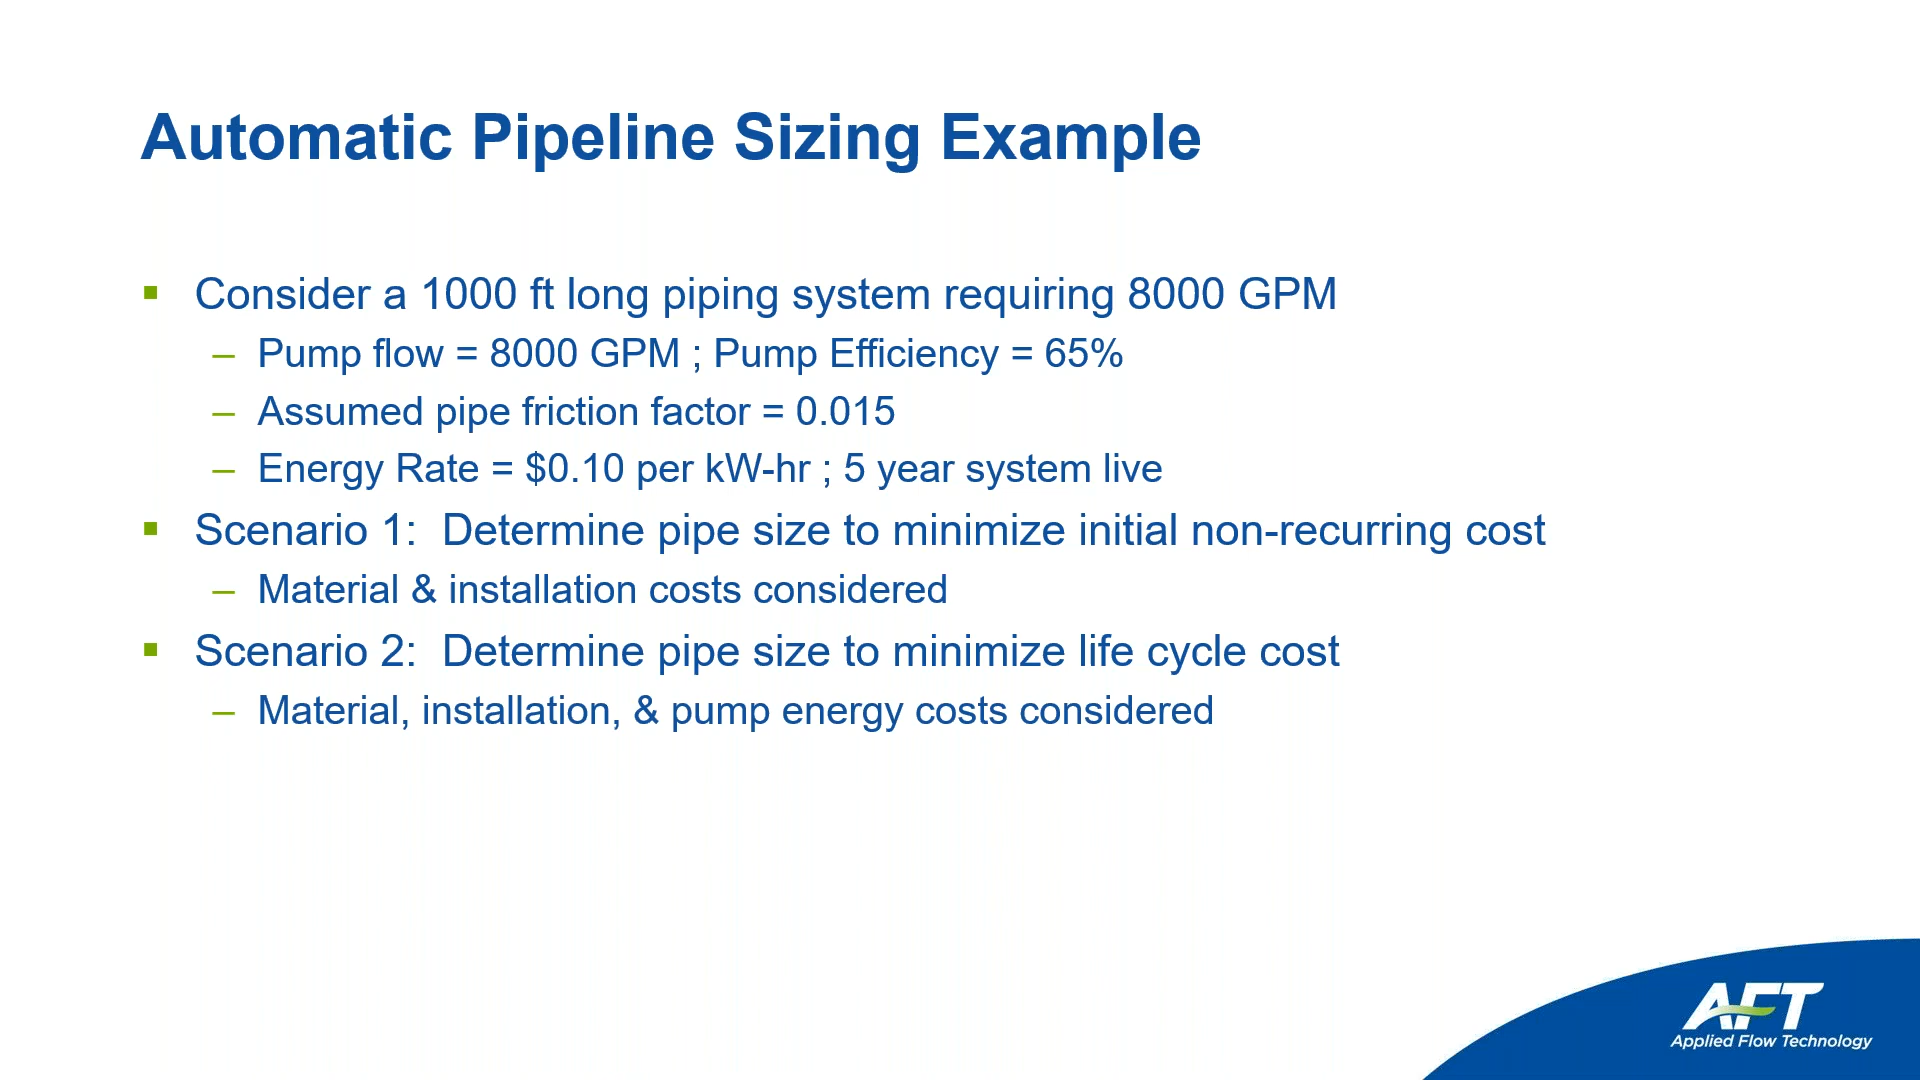 Automatic Pipeline Sizing Example
▪ Consider a 1000 ft long piping system requiring 8000 GPM
– Pump flow = 8000 GPM ; Pump Efficiency = 65%
– Assumed pipe friction factor = 0.015
– Energy Rate = $0.10 per kW-hr ; 5 year system live
▪ Scenario 1:  Determine pipe size to minimize initial non-recurring cost
– Material & installation costs considered
▪ Scenario 2:  Determine pipe size to minimize life cycle cost
– Material, installation, & pump energy costs considered
AFT
Applied Flow Technology